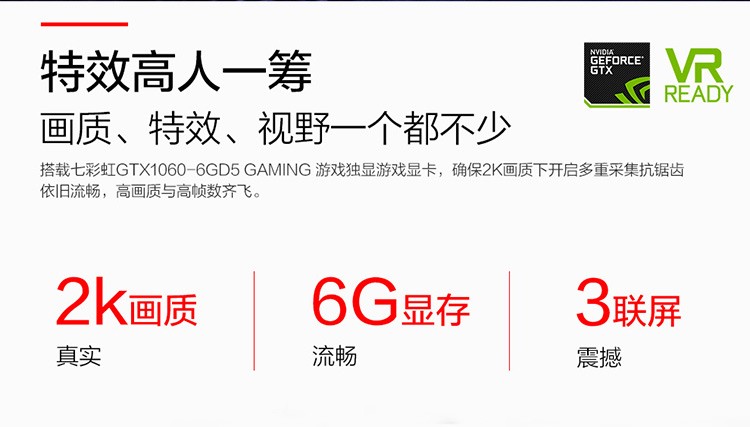 特效高人一筹
NVIDIA
GEFORCE
GTX
VR
READY
画质、特效、视野一个都不少
搭载七彩虹GTX1060-6GD5 GAMING 游戏独显游戏显卡，确保2K画质下开启多重采集抗锯齿
依旧流畅，高画质与高帧数齐飞。
2k画质
真实
6G显存
流畅
3联屏
震撼